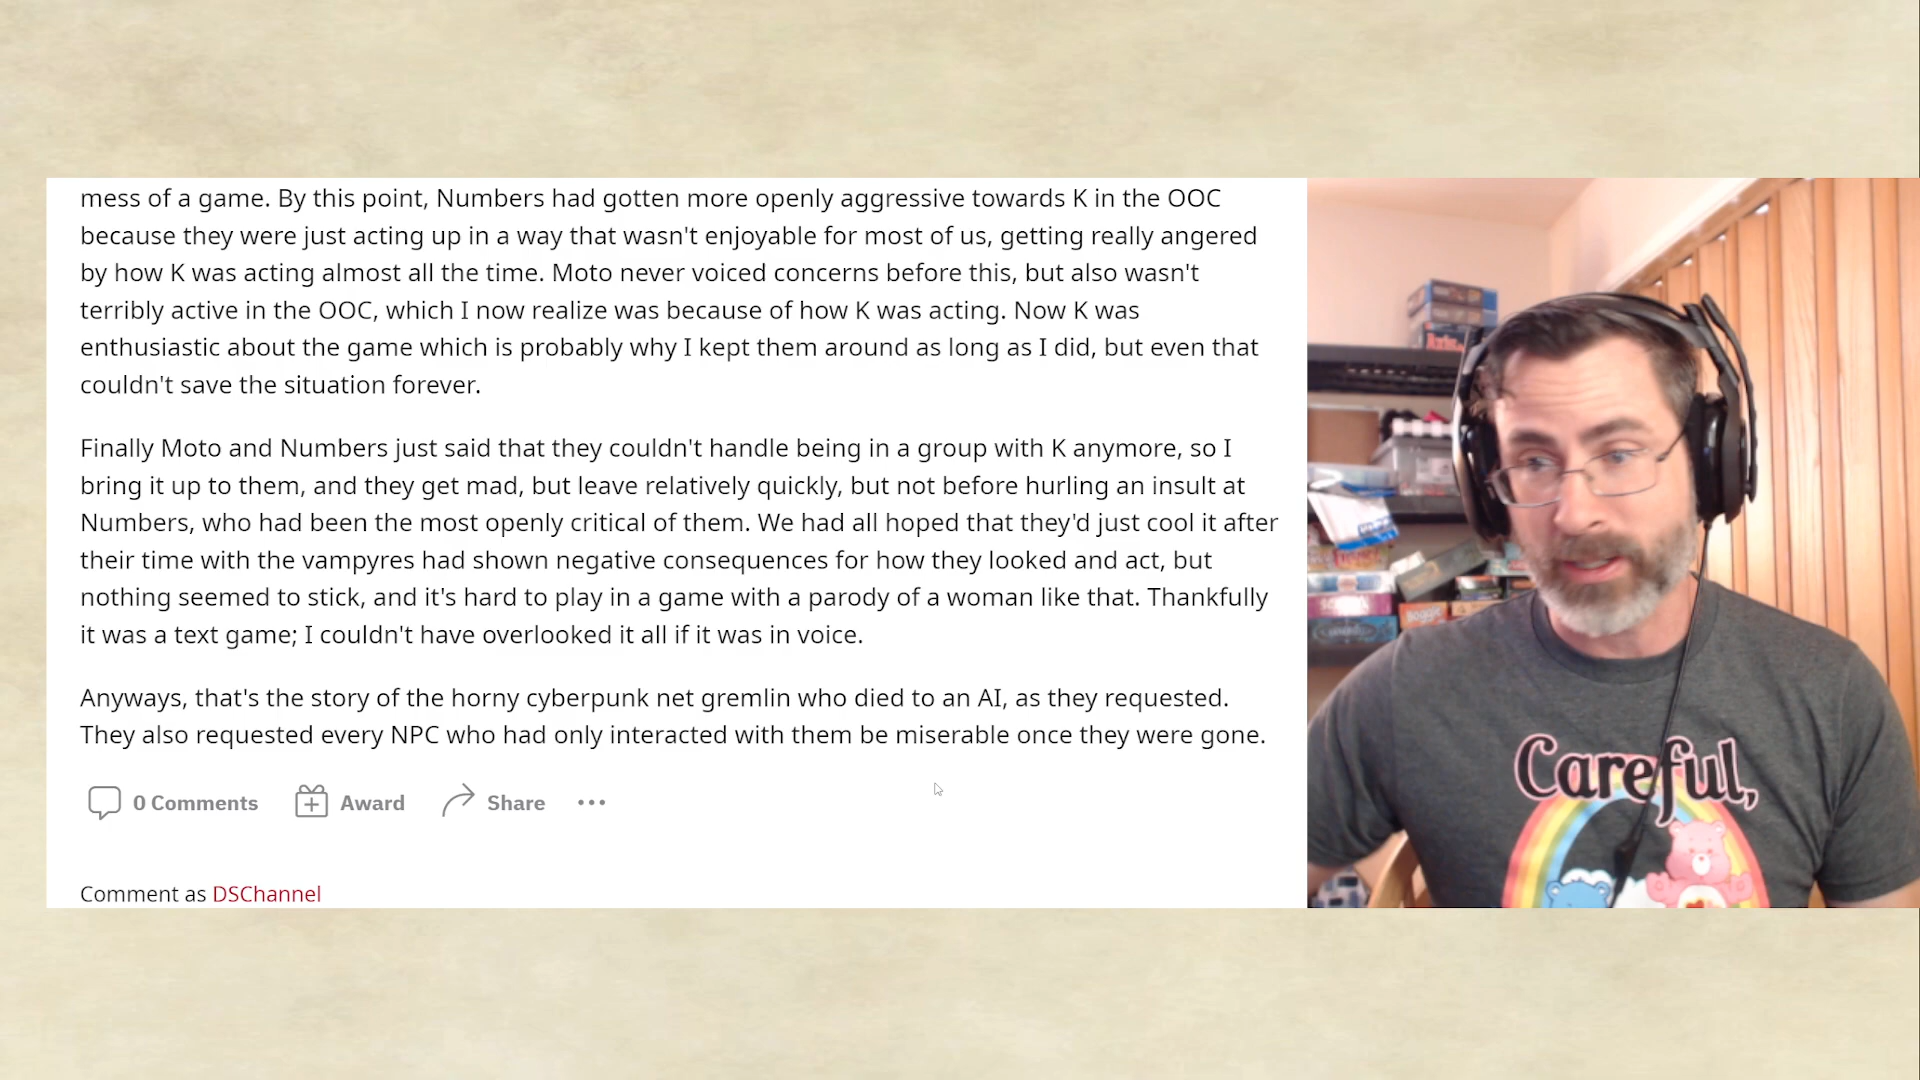 mess of a game. By this point, Numbers had gotten more openly aggressive towards K in the OOC
because they were just acting up in a way that wasn't enjoyable for most of us, getting really angered
by how K was acting almost all the time. Moto never voiced concerns before this, but also wasn't
terribly active in the OOC, which I now realize was because of how K was acting. Now K was
enthusiastic about the game which is probably why I kept them around as long as I did, but even that
couldn't save the situation forever.
Finally Moto and Numbers just said that they couldn't handle being in a group with K anymore, so I
bring it up to them, and they get mad, but leave relatively quickly, but not before hurling an insult at
Numbers, who had been the most openly critical of them. We had all hoped that they'd just cool it after
their time with the vampyres had shown negative consequences for how they looked and act, but
nothing seemed to stick, and it's hard to play in a game with a parody of a woman like that. Thankfully
it was a text game; I couldn't have overlooked it all if it was in voice.
Anyways, that's the story of the horny cyberpunk net gremlin who died to an AI, as they requested.
They also requested every NPC who had only interacted with them be miserable once they were gone.
0 Comments Award Share
Comment as DSChannel
Careful,